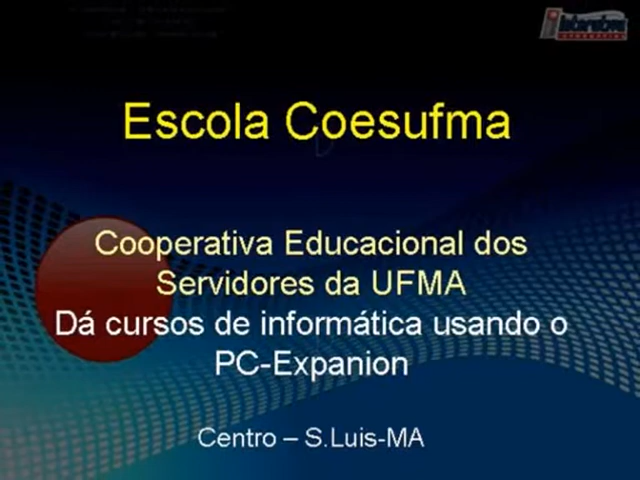 Escola Coesufma
Cooperativa Educacional dos
Servidores da UFMA
Dá cursos de informática usando o
PC-Expanion
Centro – S.Luis-MA